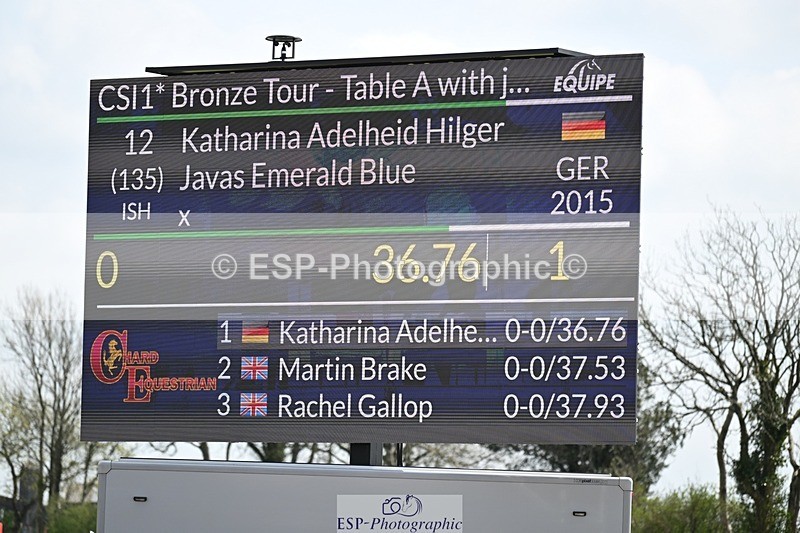 CSI1* Bronze Tour - Table A with j... EQUIPE
12 Katharina Adelheid Hilger
(135) Javas Emerald Blue GER
ISH x 2015
0 36.76 1
© ESP-Photographic ©
1 Katharina Adelhe... 0-0/36.76
2 Martin Brake 0-0/37.53
3 Rachel Gallop 0-0/37.93
CHARD
EQUESTRIAN
ESP-Photographic